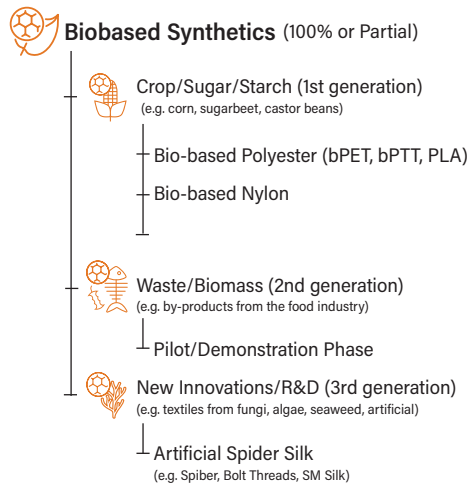 Biobased Synthetics (100% or Partial)
Crop/Sugar/Starch (1st generation)
(e.g. corn, sugarbeet, castor beans)
Bio-based Polyester (bPET, bPTT, PLA)
Bio-based Nylon
Waste/Biomass (2nd generation)
(e.g. by-products from the food industry)
Pilot/Demonstration Phase
New Innovations/R&D (3rd generation)
(e.g. textiles from fungi, algae, seaweed, artificial)
Artificial Spider Silk
(e.g. Spiber, Bolt Threads, SM Silk)